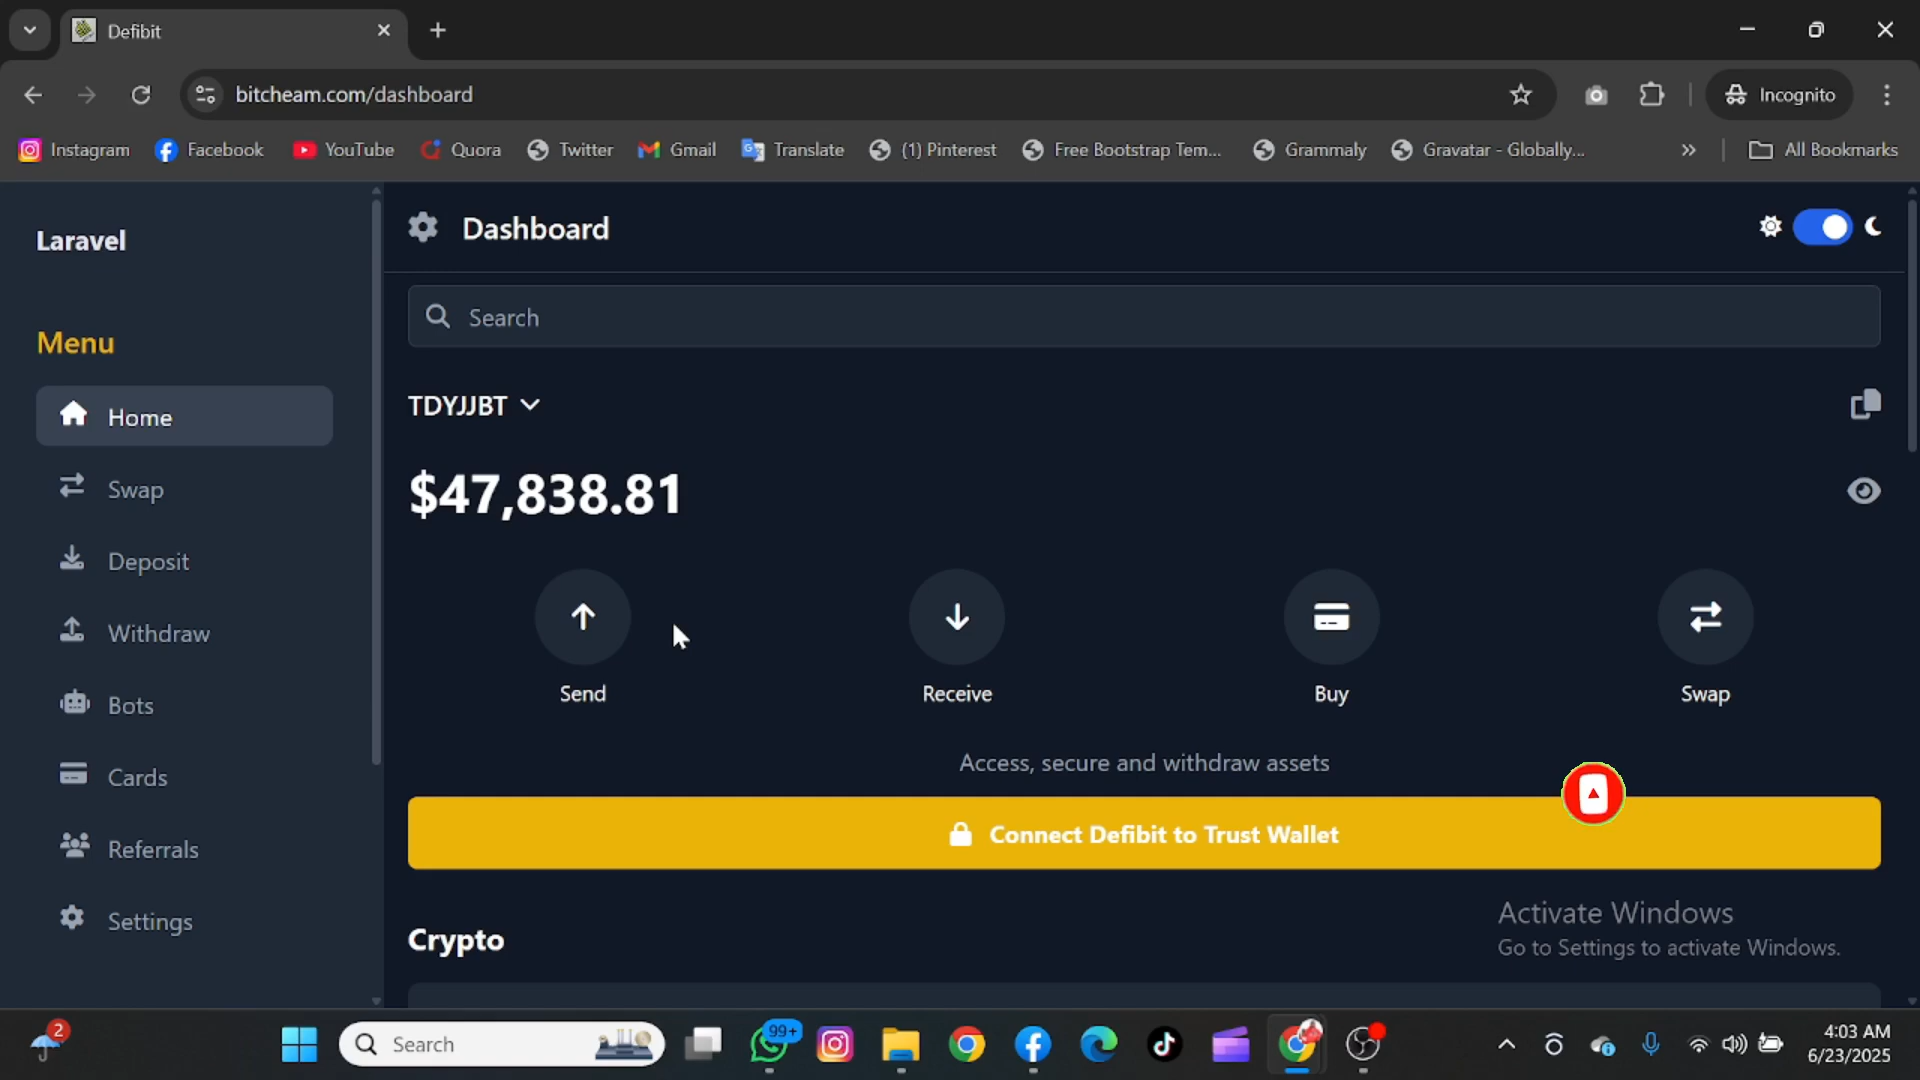 Defibit
bitcheam.com/dashboard
Incognito
Instagram
Facebook
YouTube
Quora
Twitter
Gmail
Translate
(1) Pinterest
Free Bootstrap Tem...
Grammaly
Gravatar - Globally...
All Bookmarks
Laravel
Dashboard
Search
Menu
Home
Swap
Deposit
Withdraw
Bots
Cards
Referrals
Settings
TDYJJBT
$47,838.81
Send
Receive
Buy
Swap
Access, secure and withdraw assets
Connect Defibit to Trust Wallet
Crypto
Activate Windows
Go to Settings to activate Windows.
2
Search
99+
4:03 AM
6/23/2025